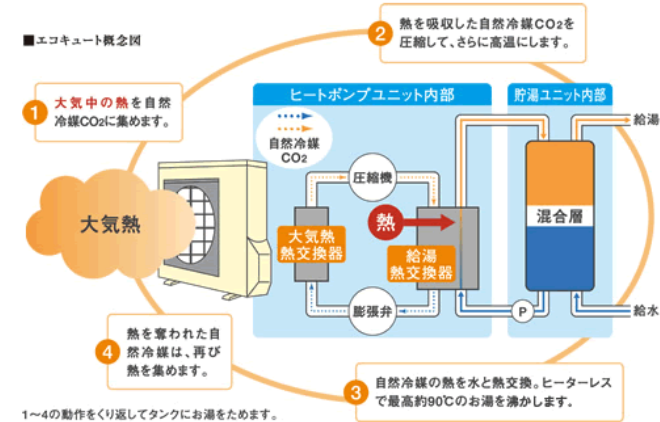 ■エコキュート概念図
2
熱を吸収した自然冷媒CO₂を
圧縮して、さらに高温にします。
1
大気中の熱を自然
冷媒CO₂に集めます。
ヒートポンプユニット内部
貯湯ユニット内部
自然冷媒
CO₂
給湯
圧縮機
大気熱
熱
大気熱
熱交換器
給湯
熱交換器
混合層
膨張弁
P
給水
4
熱を奪われた自
然冷媒は、再び
熱を集めます。
3
自然冷媒の熱を水と熱交換。ヒーターレス
で最高約90℃のお湯を沸かします。
1〜4の動作をくり返してタンクにお湯をためます。